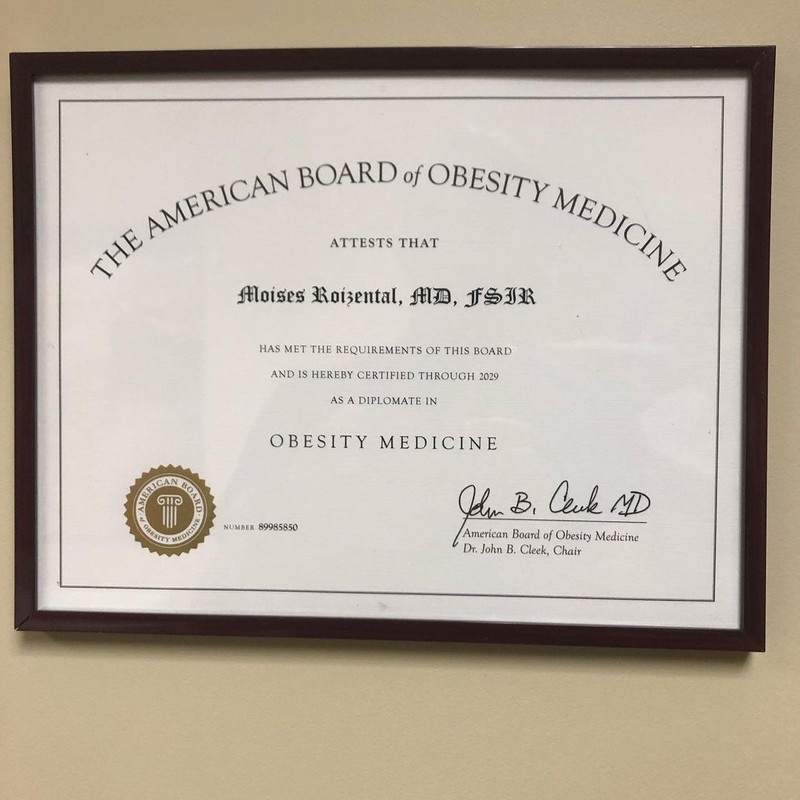 THE AMERICAN BOARD of OBESITY MEDICINE
ATTESTS THAT
Moises Roizental, MD, FSIR
HAS MET THE REQUIREMENTS OF THIS BOARD
AND IS HEREBY CERTIFIED THROUGH 2029
AS A DIPLOMATE IN
OBESITY MEDICINE
AMERICAN BOARD
of OBESITY MEDICINE
NUMBER 89985850
John B. Cleek MD
American Board of Obesity Medicine
Dr. John B. Cleek, Chair